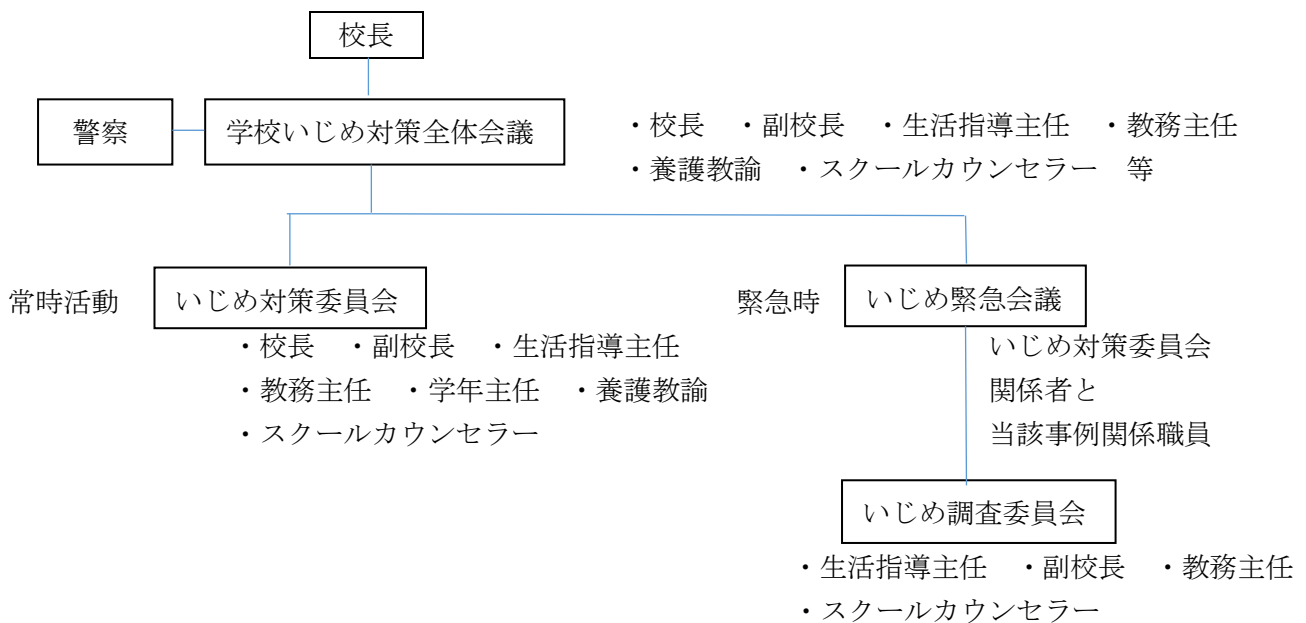 校長
警察
学校いじめ対策全体会議
・校長　・副校長　・生活指導主任　・教務主任
・養護教諭　・スクールカウンセラー　等
常時活動
いじめ対策委員会
・校長　・副校長　・生活指導主任
・教務主任　・学年主任　・養護教諭
・スクールカウンセラー
緊急時
いじめ緊急会議
いじめ対策委員会
関係者と
当該事例関係職員
いじめ調査委員会
・生活指導主任　・副校長　・教務主任
・スクールカウンセラー